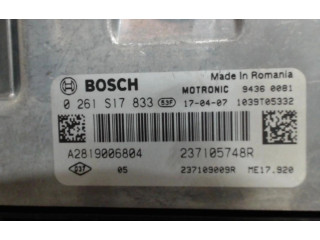 BOSCH
Made in Romania
MOTRONIC 9436 0081
0 261 S17 833 17-04-07 1039T05332
A2819006804 237105748R
05 237109009R ME17.920